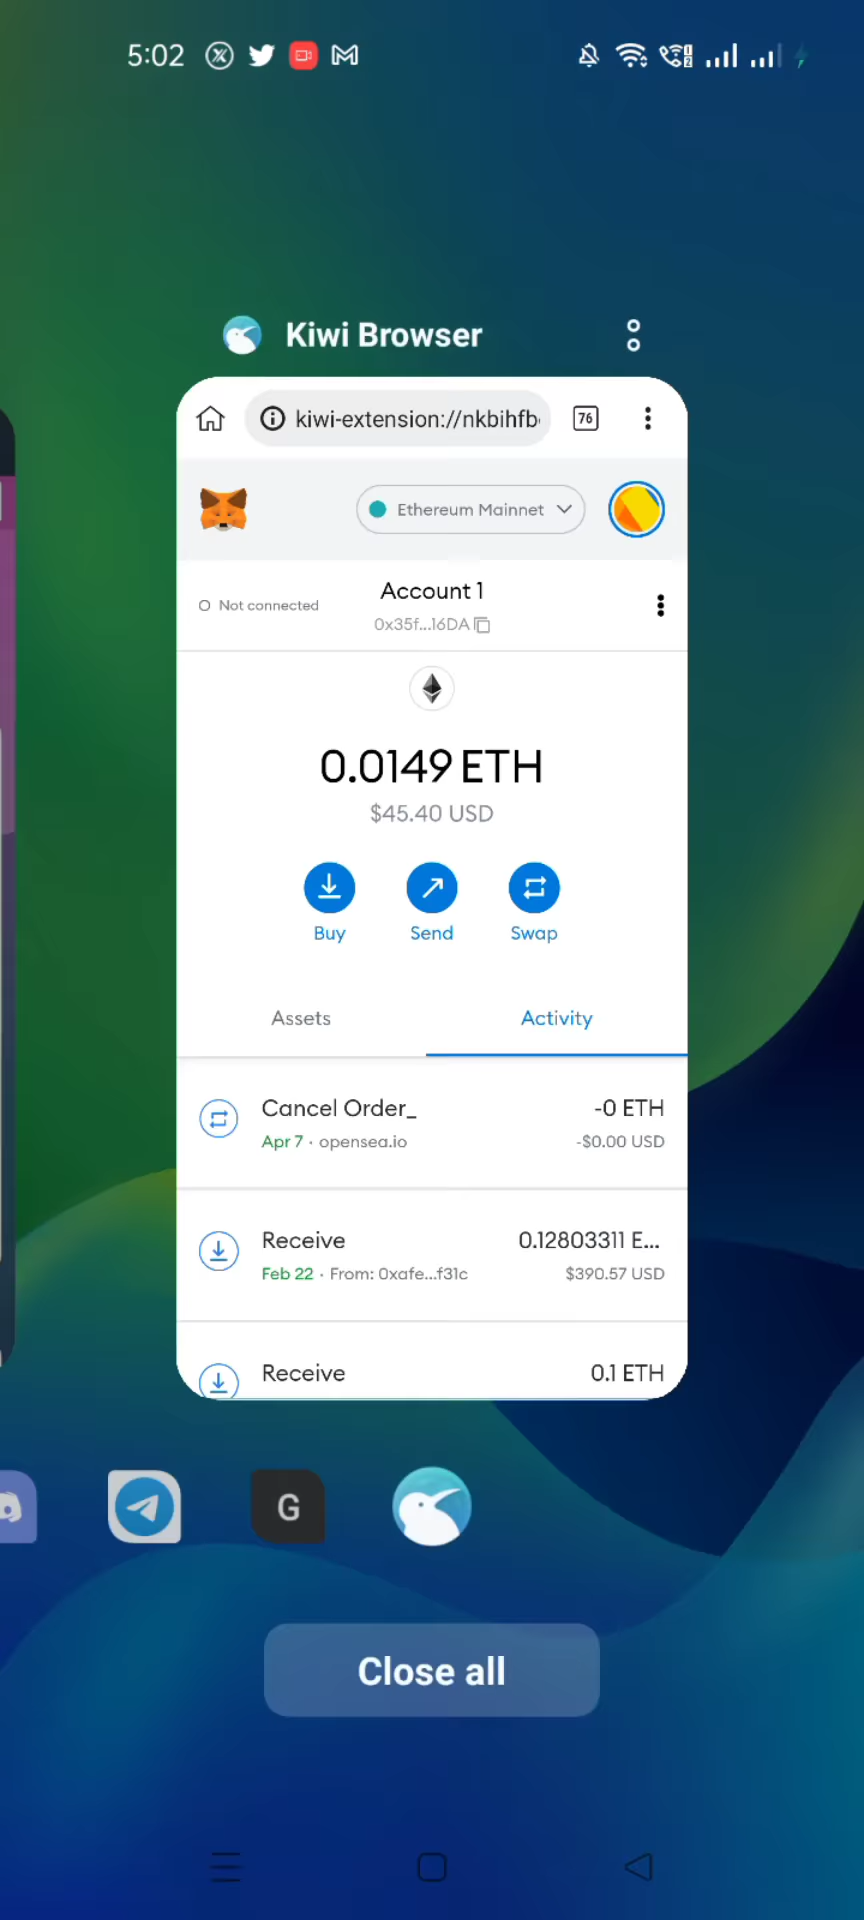 5:02
Kiwi Browser
kiwi-extension://nkbihfb
76
Ethereum Mainnet
Not connected
Account 1
0x35f...16DA
0.0149 ETH
$45.40 USD
Buy
Send
Swap
Assets
Activity
Cancel Order_
-0 ETH
Apr 7 · opensea.io
-$0.00 USD
Receive
0.12803311 E...
Feb 22 · From: 0xafe...f31c
$390.57 USD
Receive
0.1 ETH
G
Close all